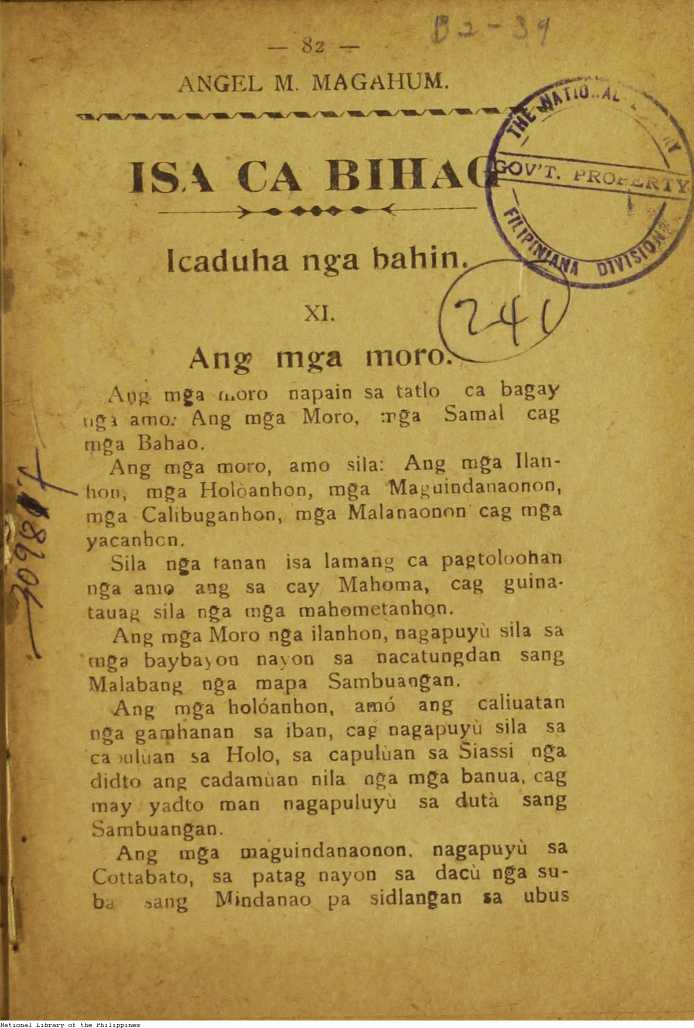 B2-39
— 82 —
ANGEL M. MAGAHUM.
THE NATIONAL
GOV'T. PROPERTY
FILIPINIANA DIVISION
ISA CA BIHAG
Icaduha nga bahin.
241
XI.
Ang mga moro.
Ang mga moro napain sa tatlo ca bagay
nga amo: Ang mga Moro, mga Samal cag
mga Bahao.
Ang mga moro, amo sila: Ang mga Ilan-
hon, mga Holòanhon, mga Maguindanaonon,
mga Calibuganhon, mga Malanaonon cag mga
yacanhon.
Sila nga tanan isa lamang ca pagtoloohan
nga amo ang sa cay Mahoma, cag guina-
tauag sila nga mga mahometanhon.
Ang mga Moro nga ilanhon, nagapuyù sila sa
mga baybayon nayon sa nacatungdan sang
Malabang nga mapa Sambuangan.
Ang mga holóanhon, amó ang caliuatan
nga gamhanan sa iban, cag nagapuyù sila sa
capulùan sa Holo, sa capulùan sa Siassi nga
didto ang cadamùan nila nga mga banua, cag
may yadto man nagapuluyù sa dutà sang
Sambuangan.
Ang mga maguindanaonon, nagapuyù sa
Cottabato, sa patag nayon sa dacù nga su-
ba sang Mindanao pa sidlangan sa ubus
National Library of the Philippines